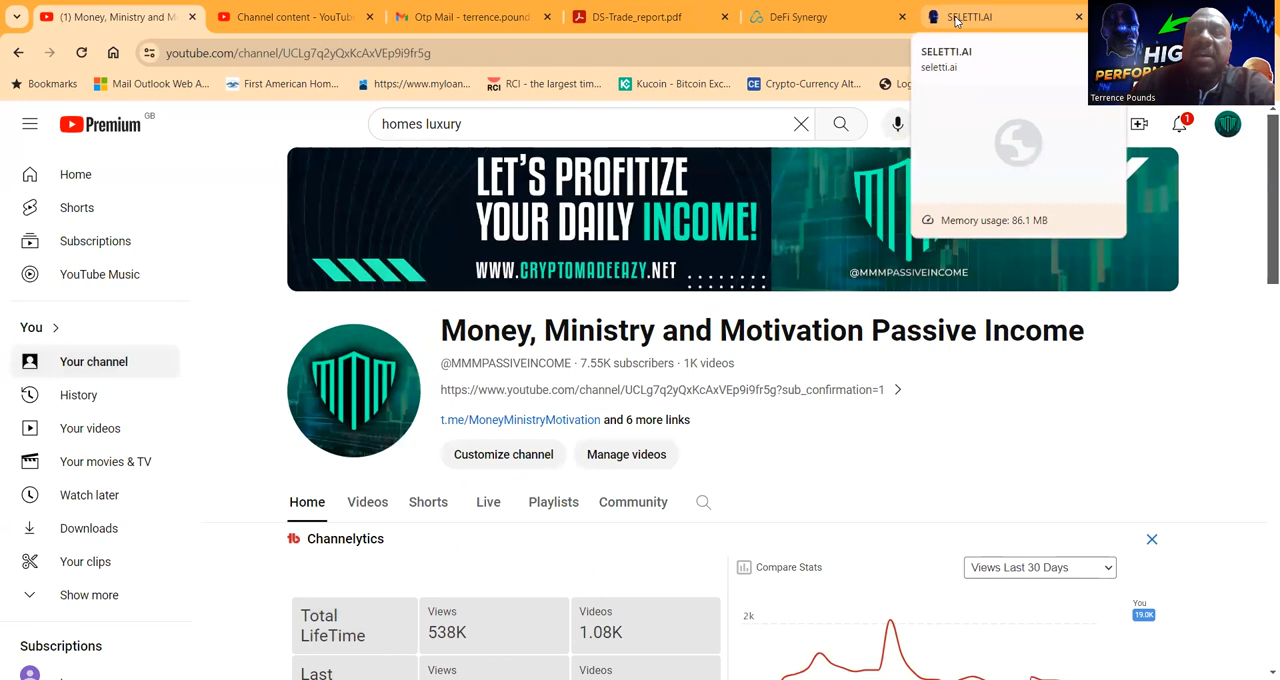 (1) Money, Ministry and M
Channel content - YouTub
Otp Mail - terrence.pound
DS-Trade_report.pdf
DeFi Synergy
SELETTI.AI
youtube.com/channel/UCLg7q2yQxKcAxVEp9i9fr5g
SELETTI.AI
seletti.ai
Memory usage: 86.1 MB
HIG
PERFORM
Terrence Pounds
Bookmarks
Mail Outlook Web A...
First American Hom...
https://www.myloan...
RCI - the largest tim...
Kucoin - Bitcoin Exc...
Crypto-Currency Alt...
Log
Premium GB
homes luxury
1
LET'S PROFITIZE
YOUR DAILY INCOME!
WWW.CRYPTOMADEEAZY.NET
@MMMPASSIVEINCOME
Home
Shorts
Subscriptions
YouTube Music
You
Your channel
History
Your videos
Your movies & TV
Watch later
Downloads
Your clips
Show more
Subscriptions
Money, Ministry and Motivation Passive Income
@MMMPASSIVEINCOME · 7.55K subscribers · 1K videos
https://www.youtube.com/channel/UCLg7q2yQxKcAxVEp9i9fr5g?sub_confirmation=1
t.me/MoneyMinistryMotivation and 6 more links
Customize channel
Manage videos
Home
Videos
Shorts
Live
Playlists
Community
Channelytics
Total
LifeTime
Views
538K
Videos
1.08K
Last
Views
Videos
Compare Stats
Views Last 30 Days
2k
You
19.0K